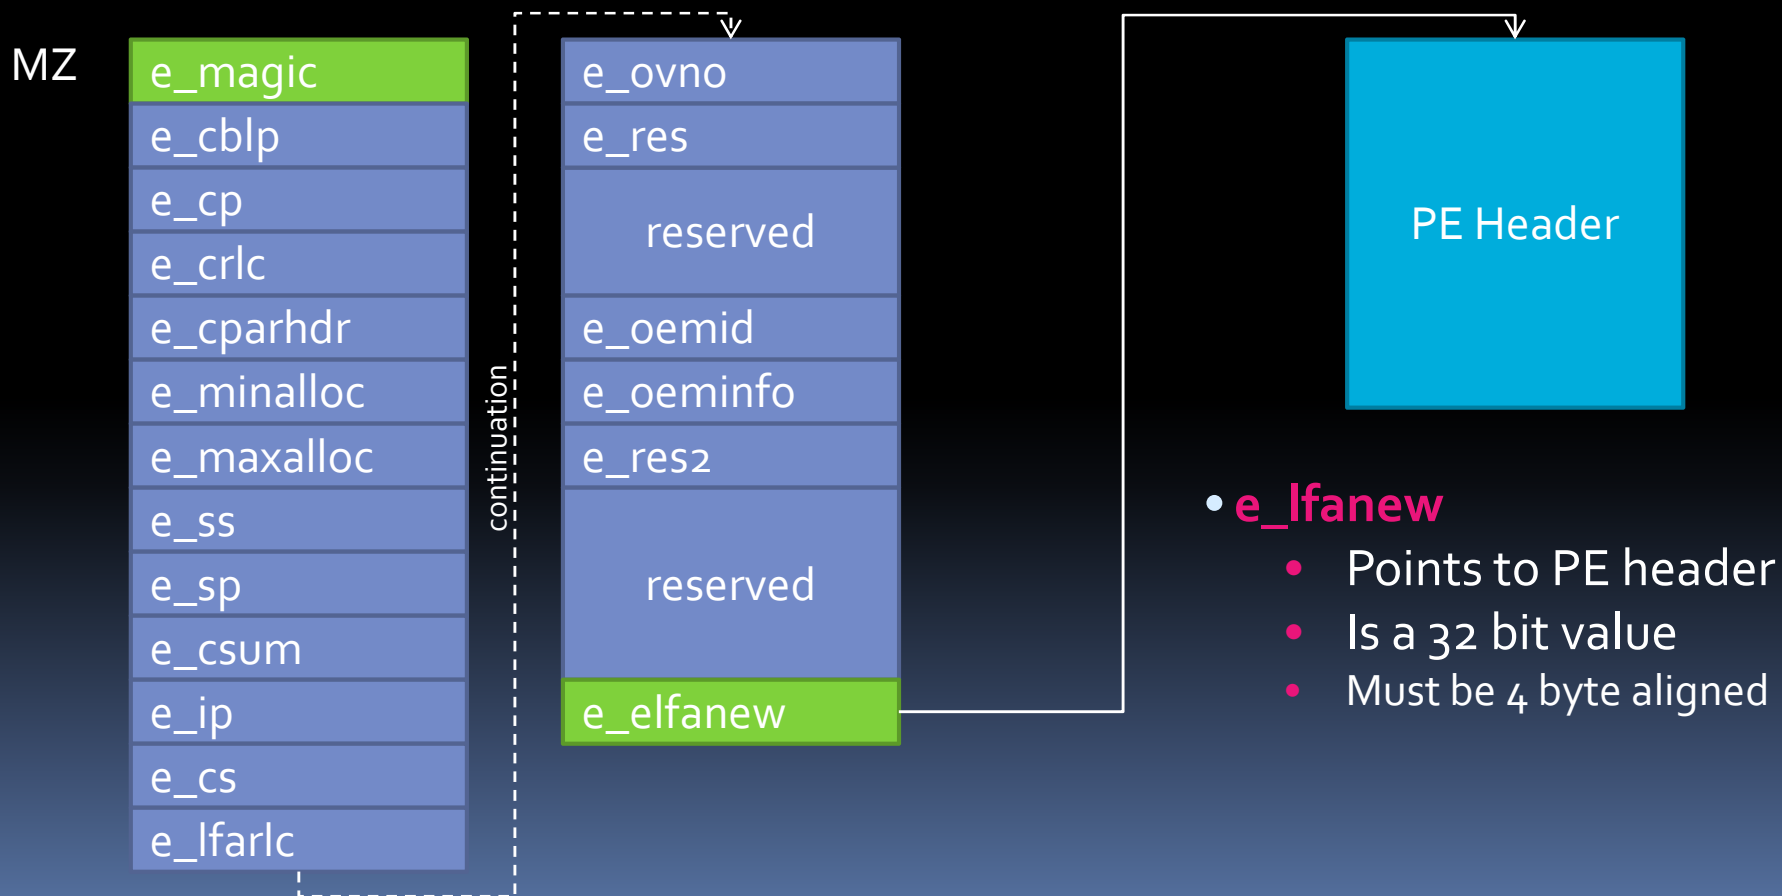 MZ
e_magic
e_cblp
e_cp
e_crlc
e_cparhdr
e_minalloc
e_maxalloc
e_ss
e_sp
e_csum
e_ip
e_cs
e_lfarlc
continuation
e_ovno
e_res
reserved
e_oemid
e_oeminfo
e_res2
reserved
e_elfanew
PE Header
• e_lfanew
• Points to PE header
• Is a 32 bit value
• Must be 4 byte aligned